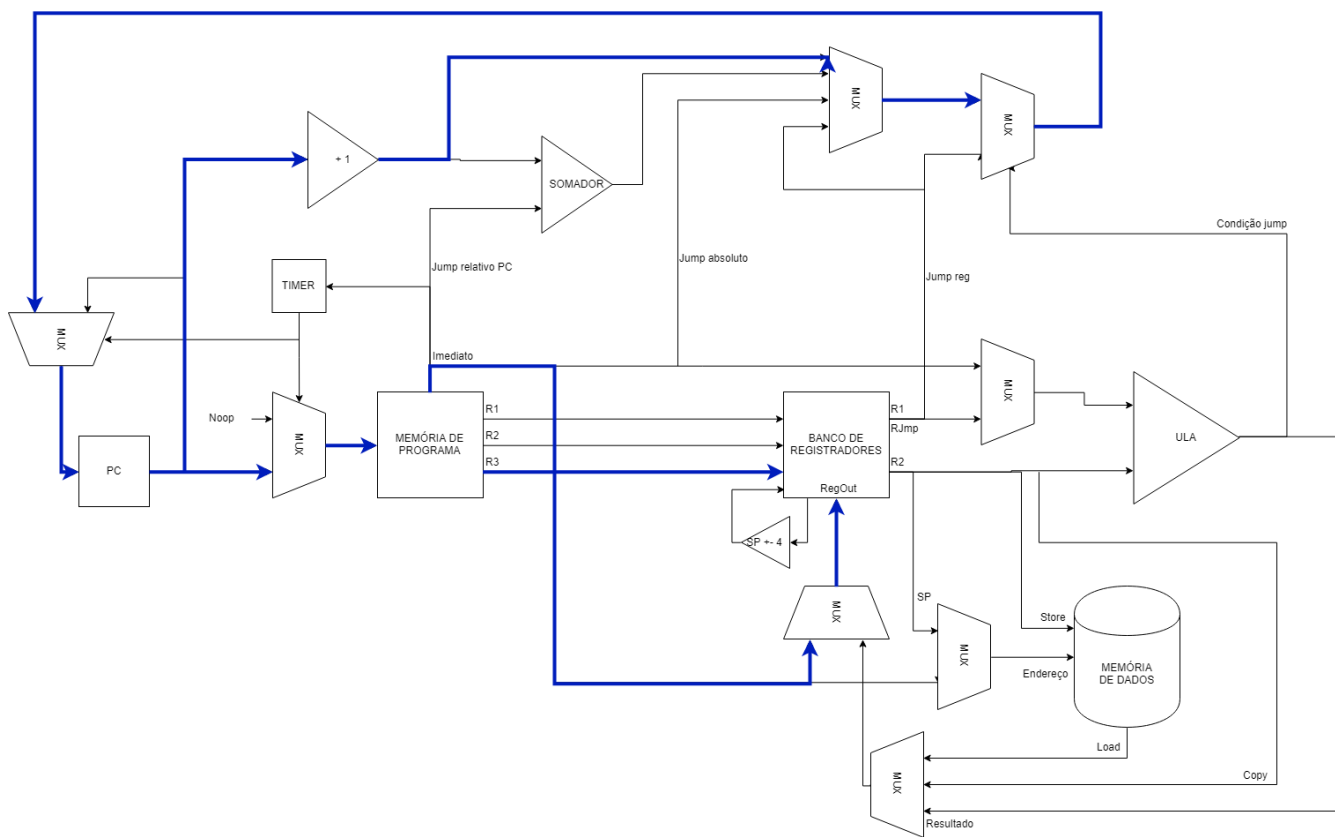 MUX
MUX
+ 1
SOMADOR
Condição jump
Jump relativo PC
Jump absoluto
Jump reg
TIMER
MUX
Imediato
MUX
Noop
MUX
MEMÓRIA DE
PROGRAMA
R1
R2
R3
BANCO DE
REGISTRADORES
RegOut
R1
RJmp
R2
ULA
PC
SP +- 4
MUX
SP
MUX
Store
Endereço
MEMÓRIA
DE DADOS
Load
MUX
Copy
Resultado